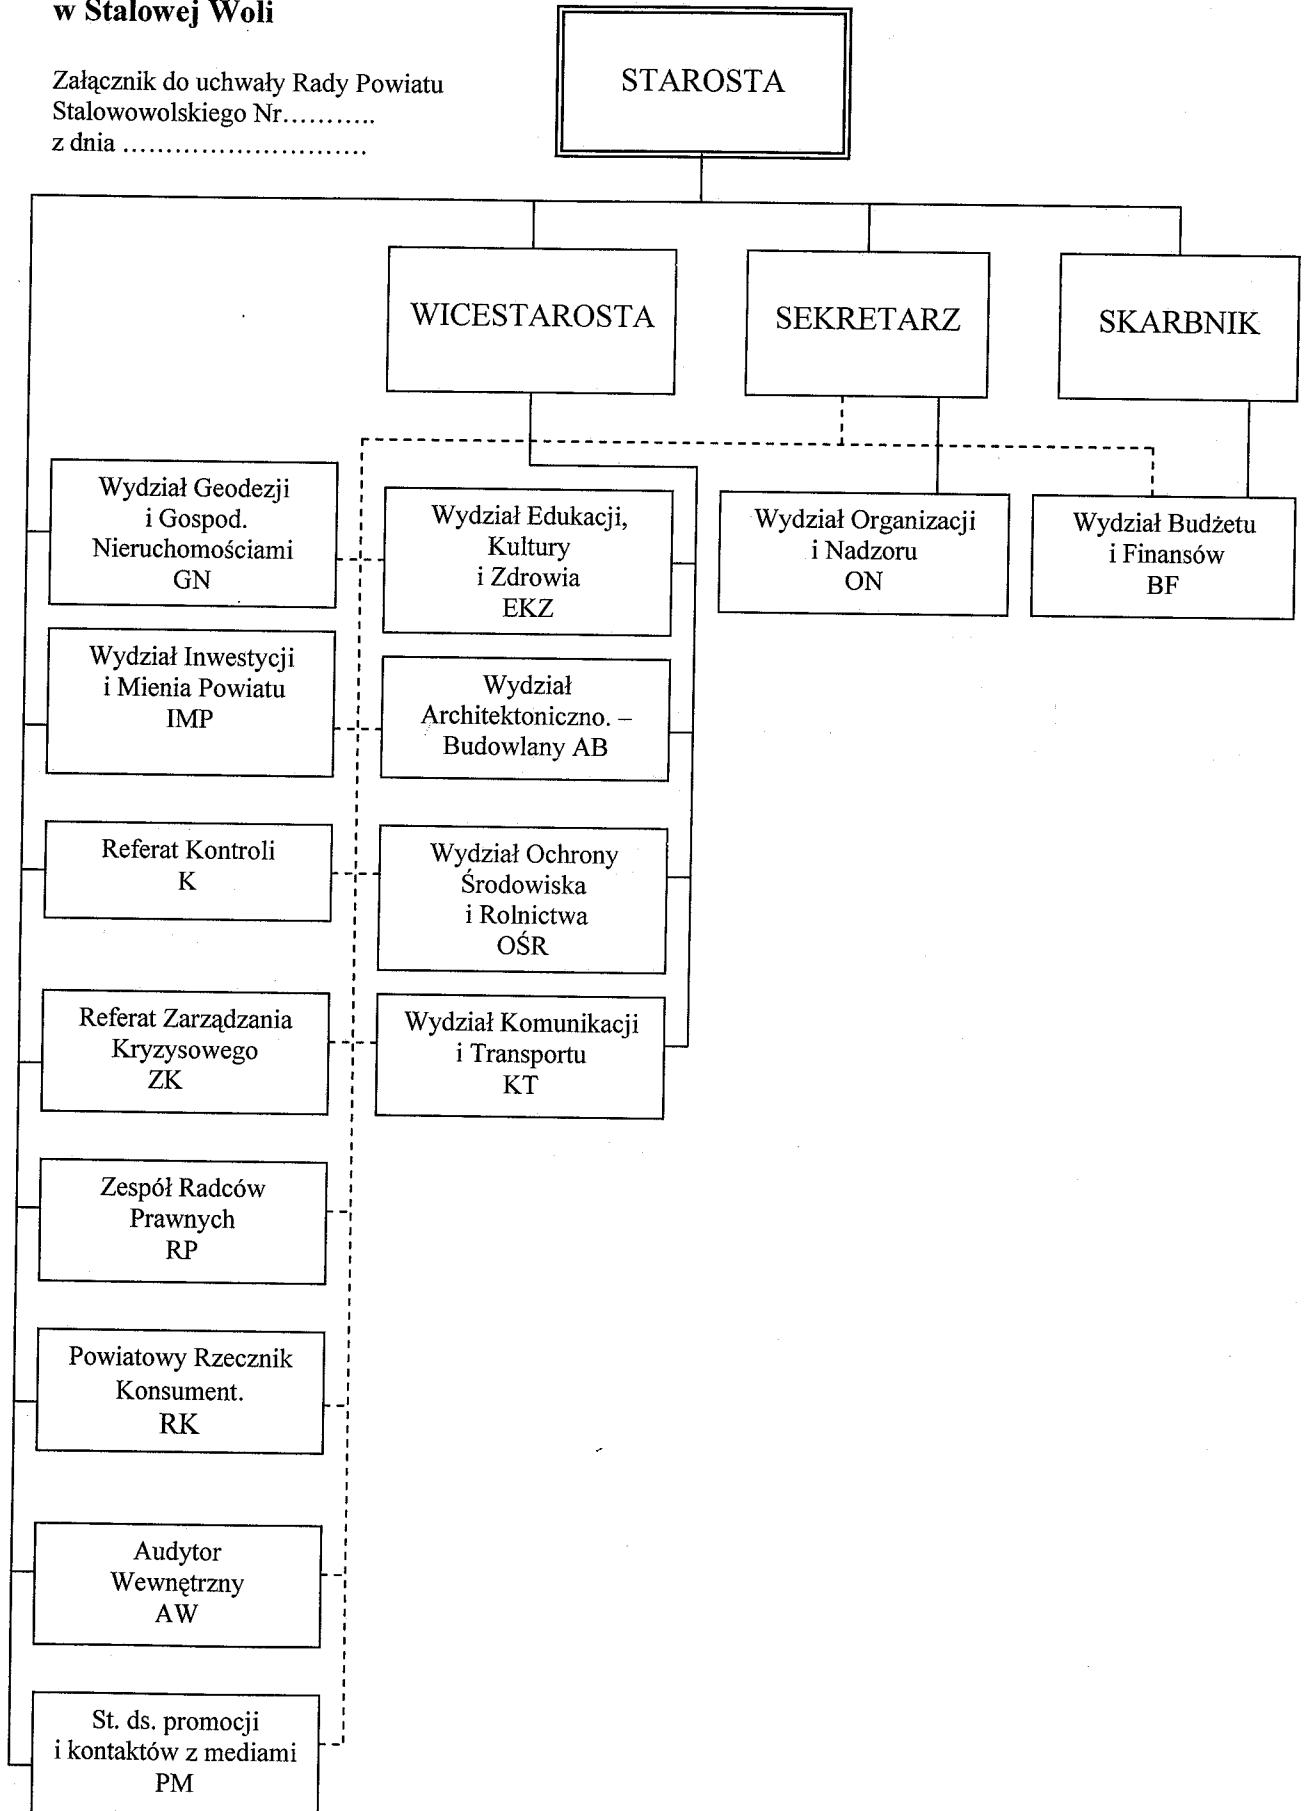 w Stalowej Woli
Załącznik do uchwały Rady Powiatu
Stalowowolskiego Nr...........
z dnia ............................
STAROSTA
WICESTAROSTA
SEKRETARZ
SKARBNIK
Wydział Geodezji
i Gospod.
Nieruchomościami
GN
Wydział Inwestycji
i Mienia Powiatu
IMP
Referat Kontroli
K
Referat Zarządzania
Kryzysowego
ZK
Zespół Radców
Prawnych
RP
Powiatowy Rzecznik
Konsument.
RK
Audytor
Wewnętrzny
AW
St. ds. promocji
i kontaktów z mediami
PM
Wydział Edukacji,
Kultury
i Zdrowia
EKZ
Wydział
Architektoniczno. –
Budowlany AB
Wydział Ochrony
Środowiska
i Rolnictwa
OŚR
Wydział Komunikacji
i Transportu
KT
Wydział Organizacji
i Nadzoru
ON
Wydział Budżetu
i Finansów
BF